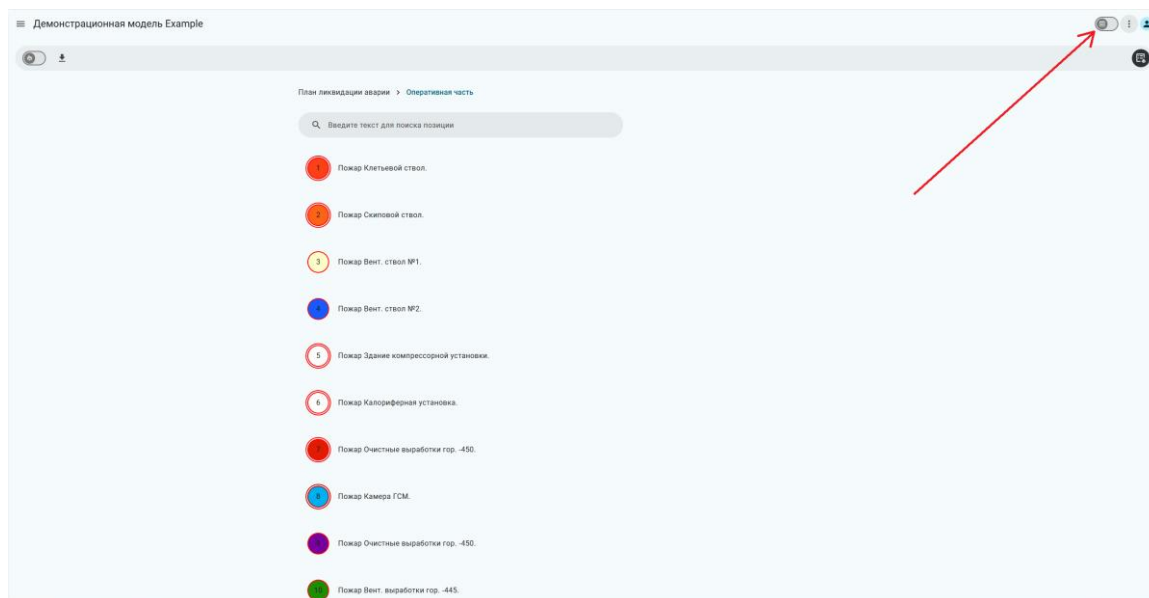 Демонстрационная модель Example
План ликвидации аварии > Оперативная часть
Введите текст для поиска позиции
1 Пожар Клетьевой ствол.
2 Пожар Скиповой ствол.
3 Пожар Вент. ствол №1.
4 Пожар Вент. ствол №2.
5 Пожар Здание компрессорной установки.
6 Пожар Калориферная установка.
7 Пожар Очистные выработки гор. -450.
8 Пожар Камера ГСМ.
Пожар Очистные выработки гор. -450.
10 Пожар Вент. выработки гор. -445.